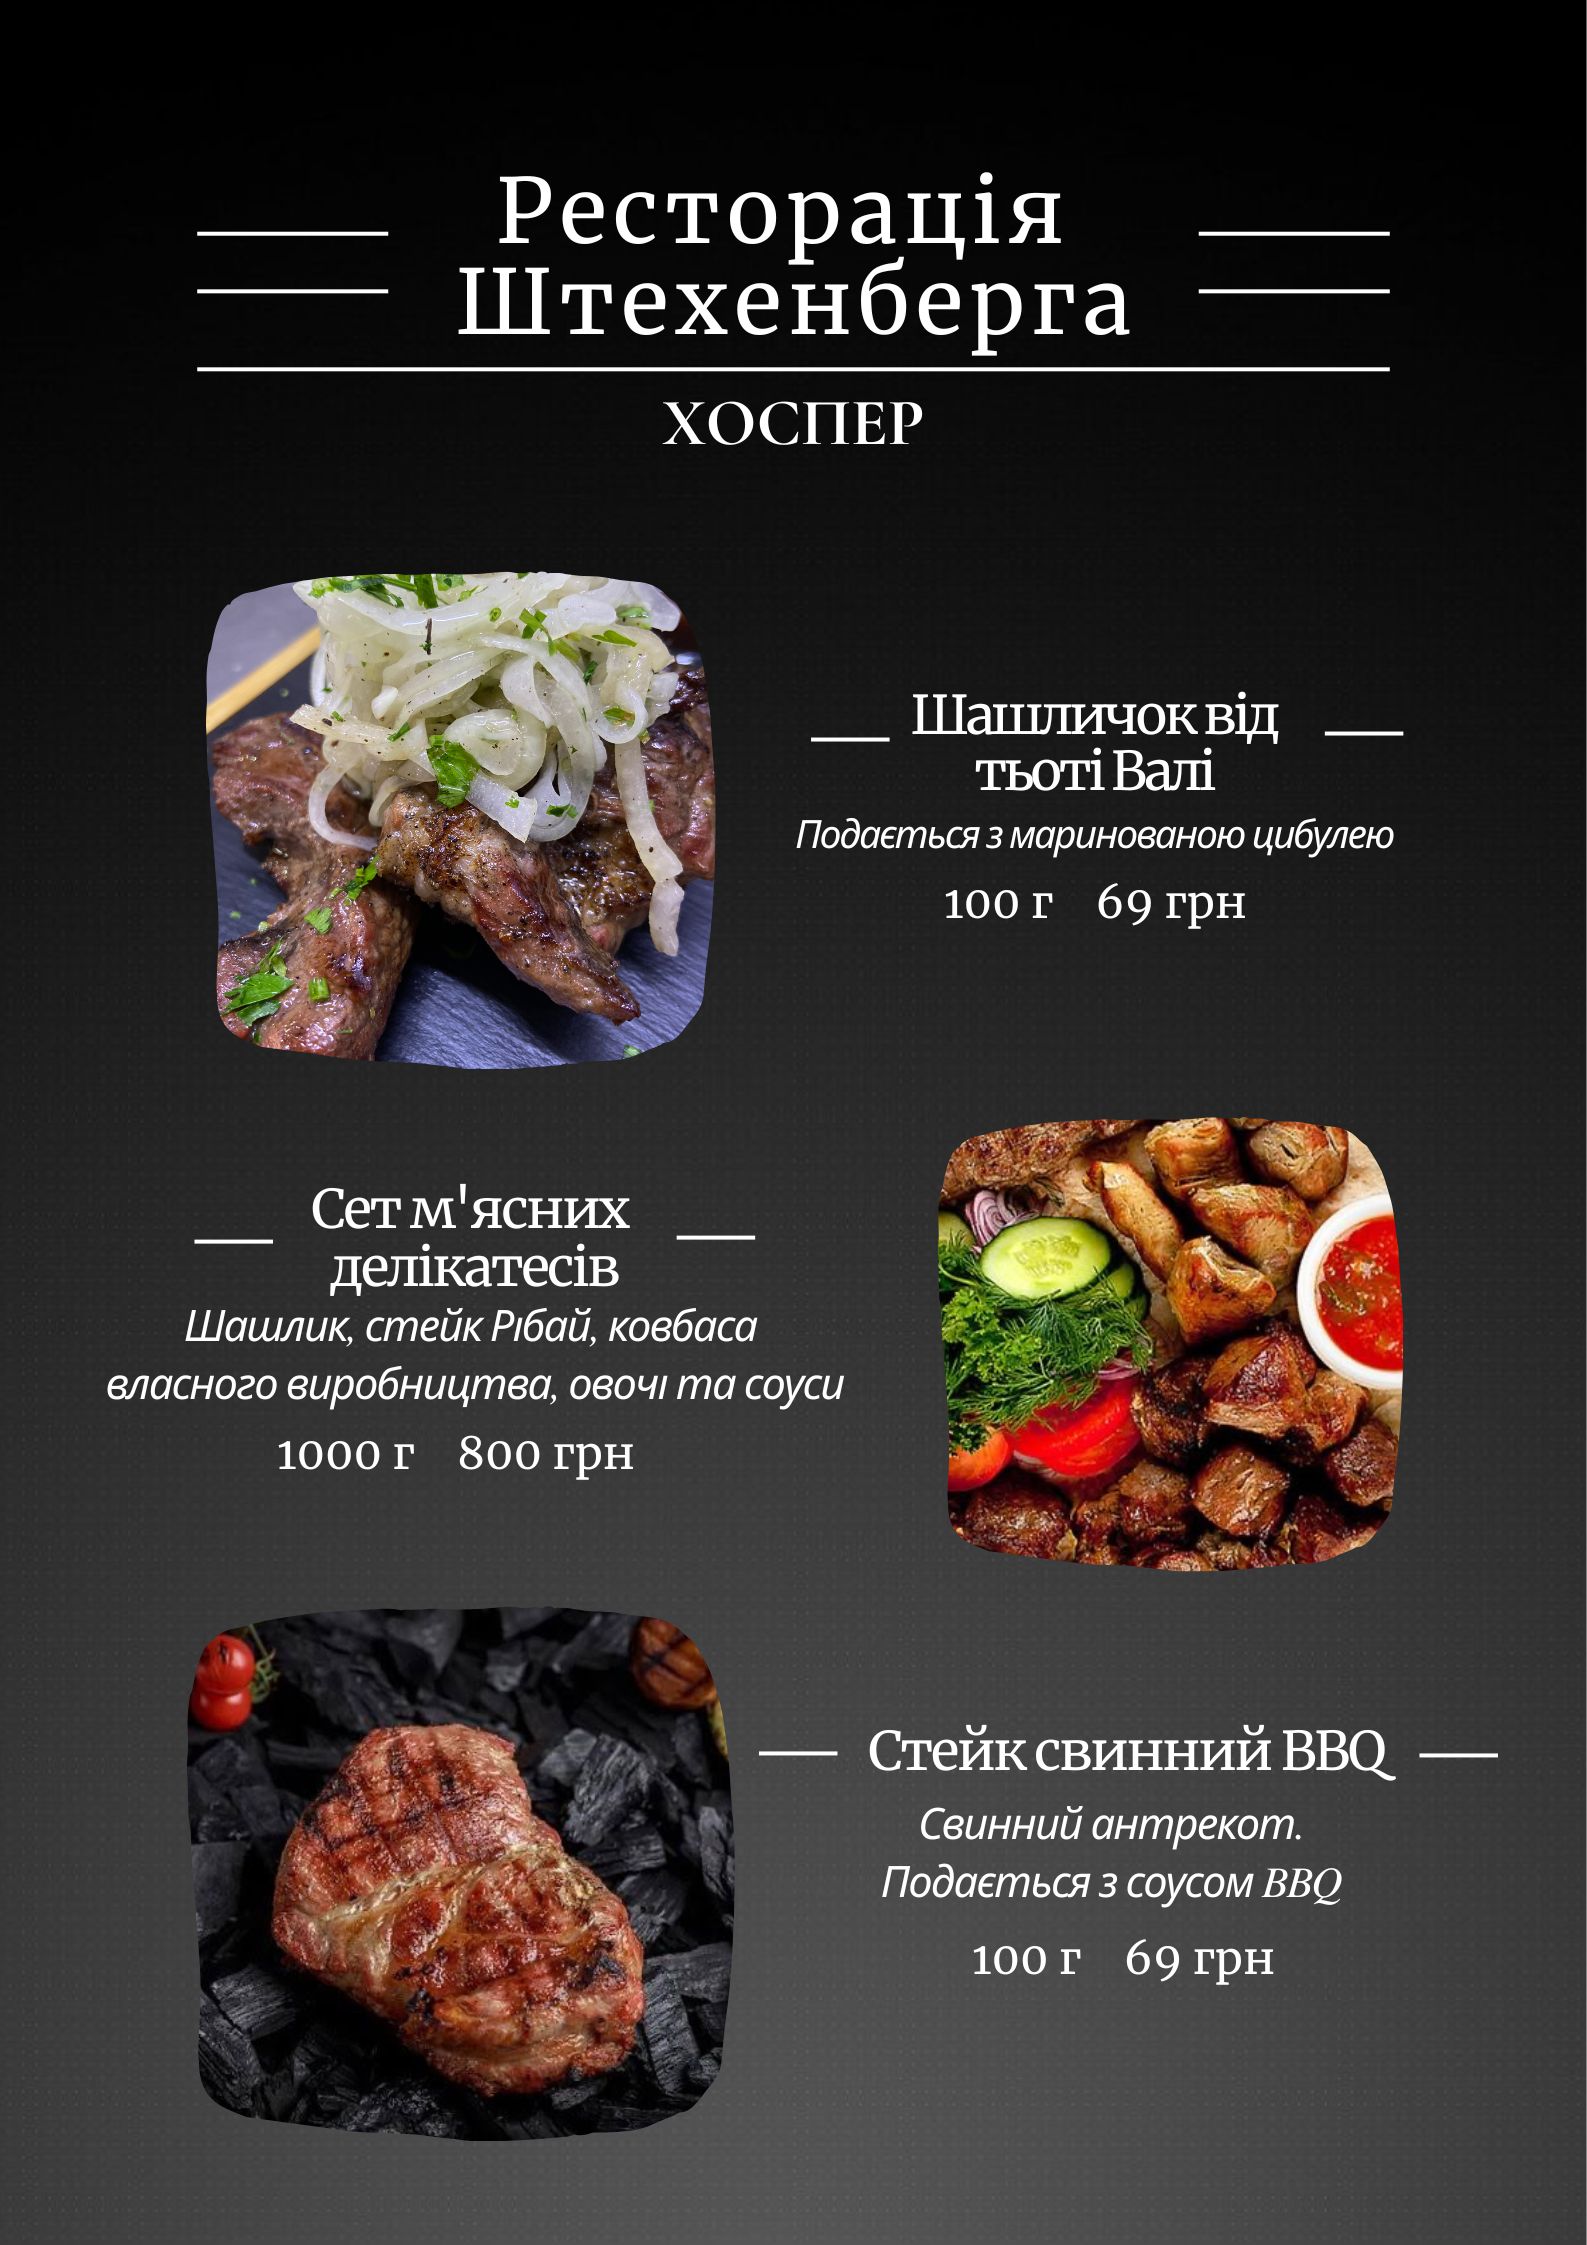 Ресторація
Штехенберга
ХОСПЕР
Шашличок від
тьоті Валі
Подається з маринованою цибулею
100 г 69 грн
Сет м'ясних
делікатесів
Шашлик, стейк Рібай, ковбаса
власного виробництва, овочі та соуси
1000 г 800 грн
Стейк свинний BBQ
Свинний антрекот.
Подається з соусом BBQ
100 г 69 грн